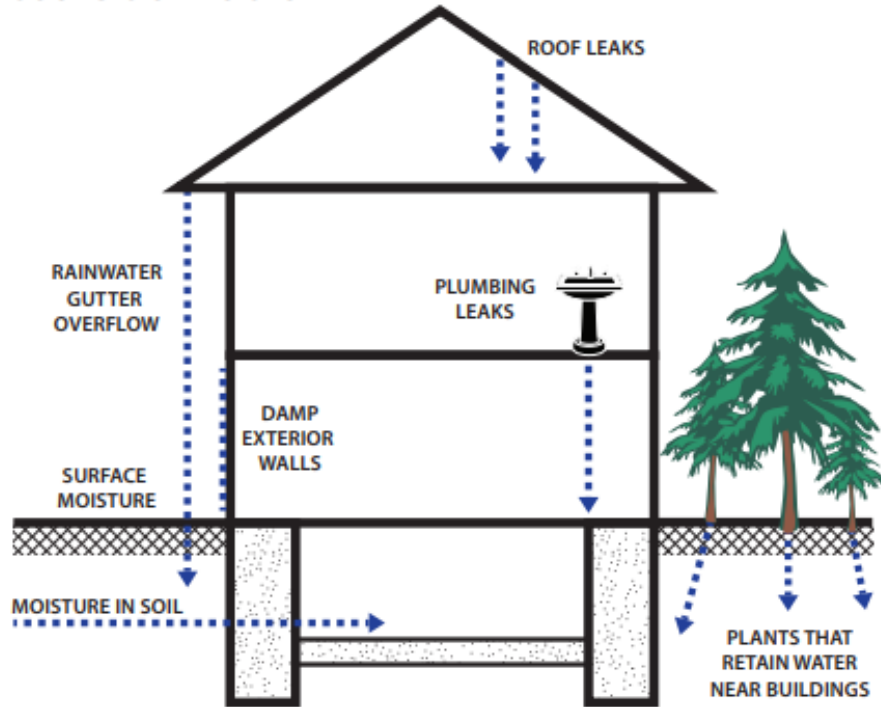 ROOF LEAKS
RAINWATER
GUTTER
OVERFLOW
PLUMBING
LEAKS
DAMP
EXTERIOR
WALLS
SURFACE
MOISTURE
MOISTURE IN SOIL
PLANTS THAT
RETAIN WATER
NEAR BUILDINGS